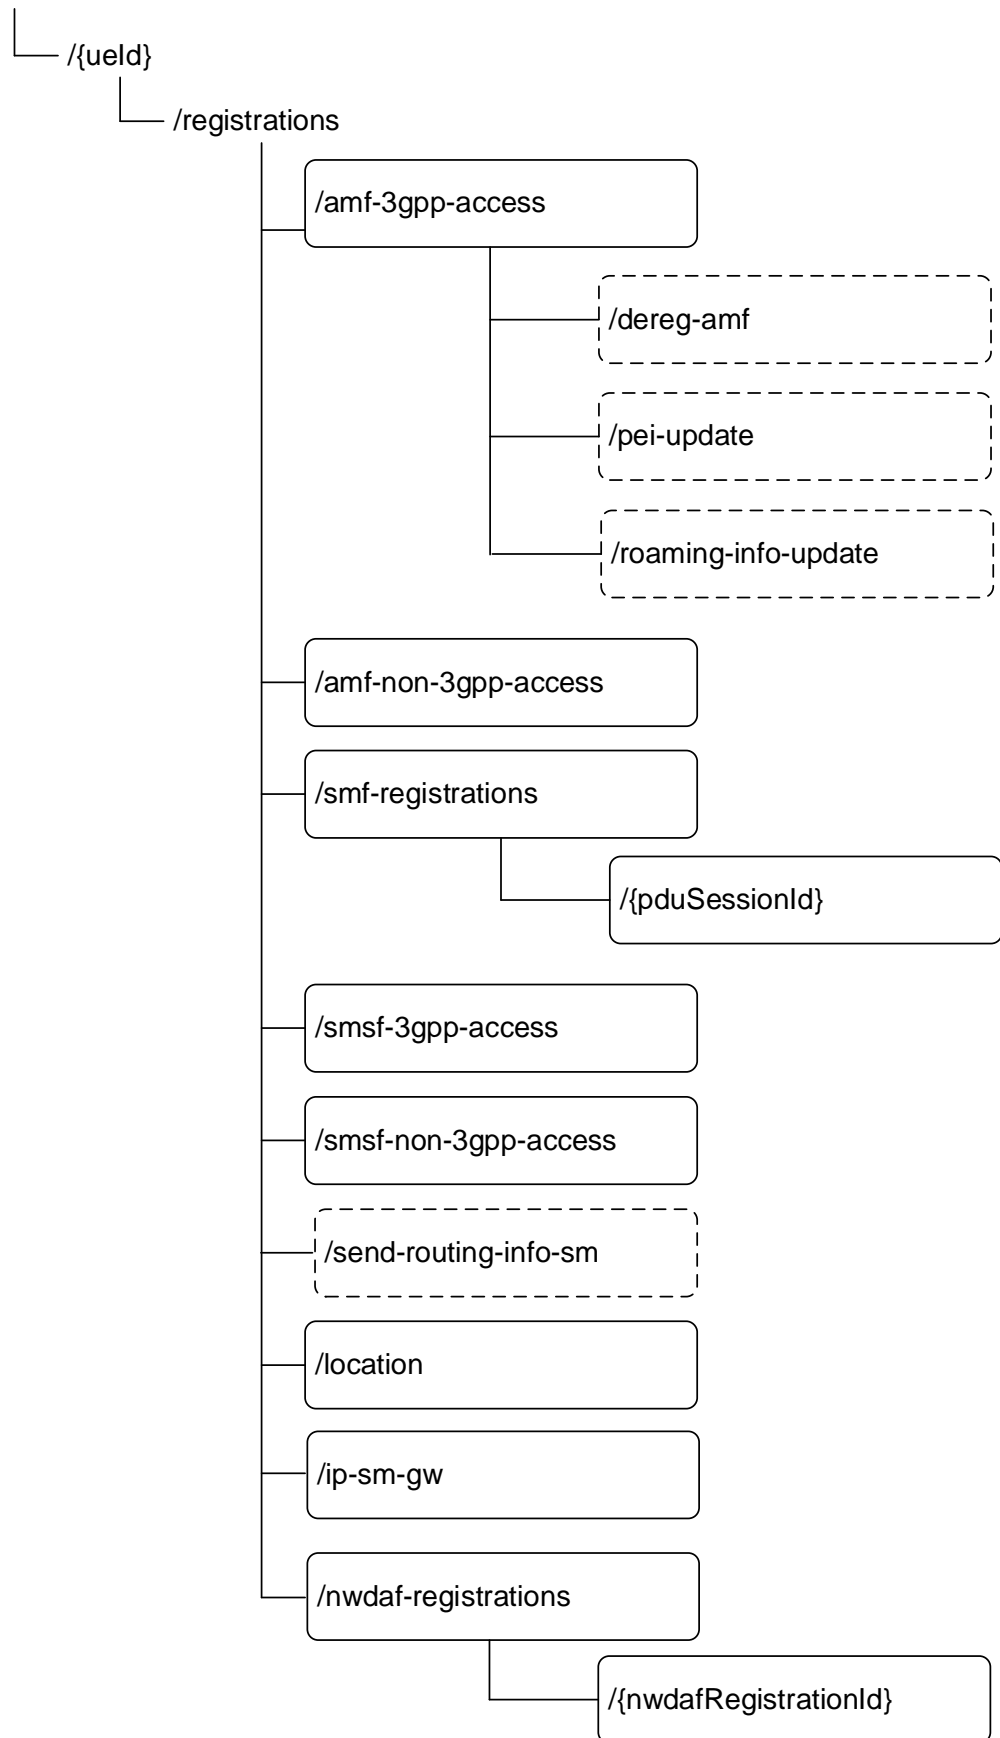 /{ueId}
/registrations
/amf-3gpp-access
/dereg-amf
/pei-update
/roaming-info-update
/amf-non-3gpp-access
/smf-registrations
/{pduSessionId}
/smsf-3gpp-access
/smsf-non-3gpp-access
/send-routing-info-sm
/location
/ip-sm-gw
/nwdaf-registrations
/{nwdafRegistrationId}